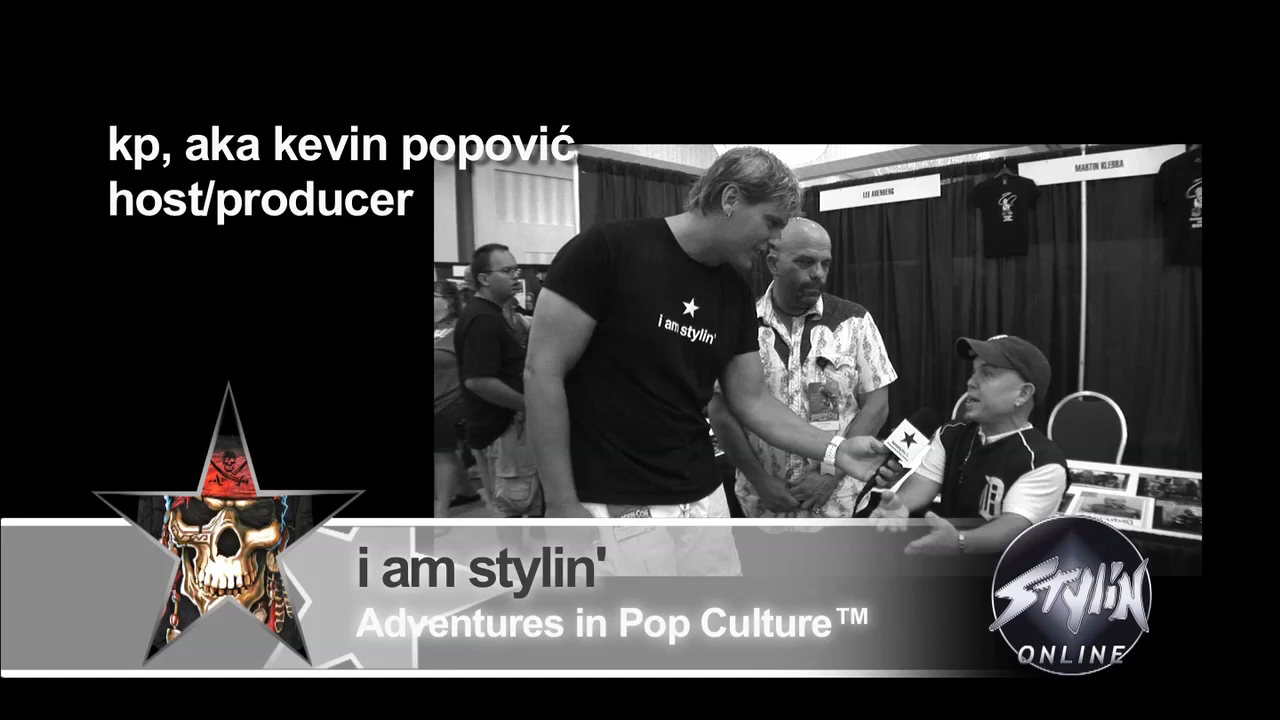 kp, aka kevin popović
host/producer
LEE ARENBERG
MARTIN KLEBBA
i am stylin'
D
i am stylin'
Adventures in Pop Culture™
STYLIN
ONLINE